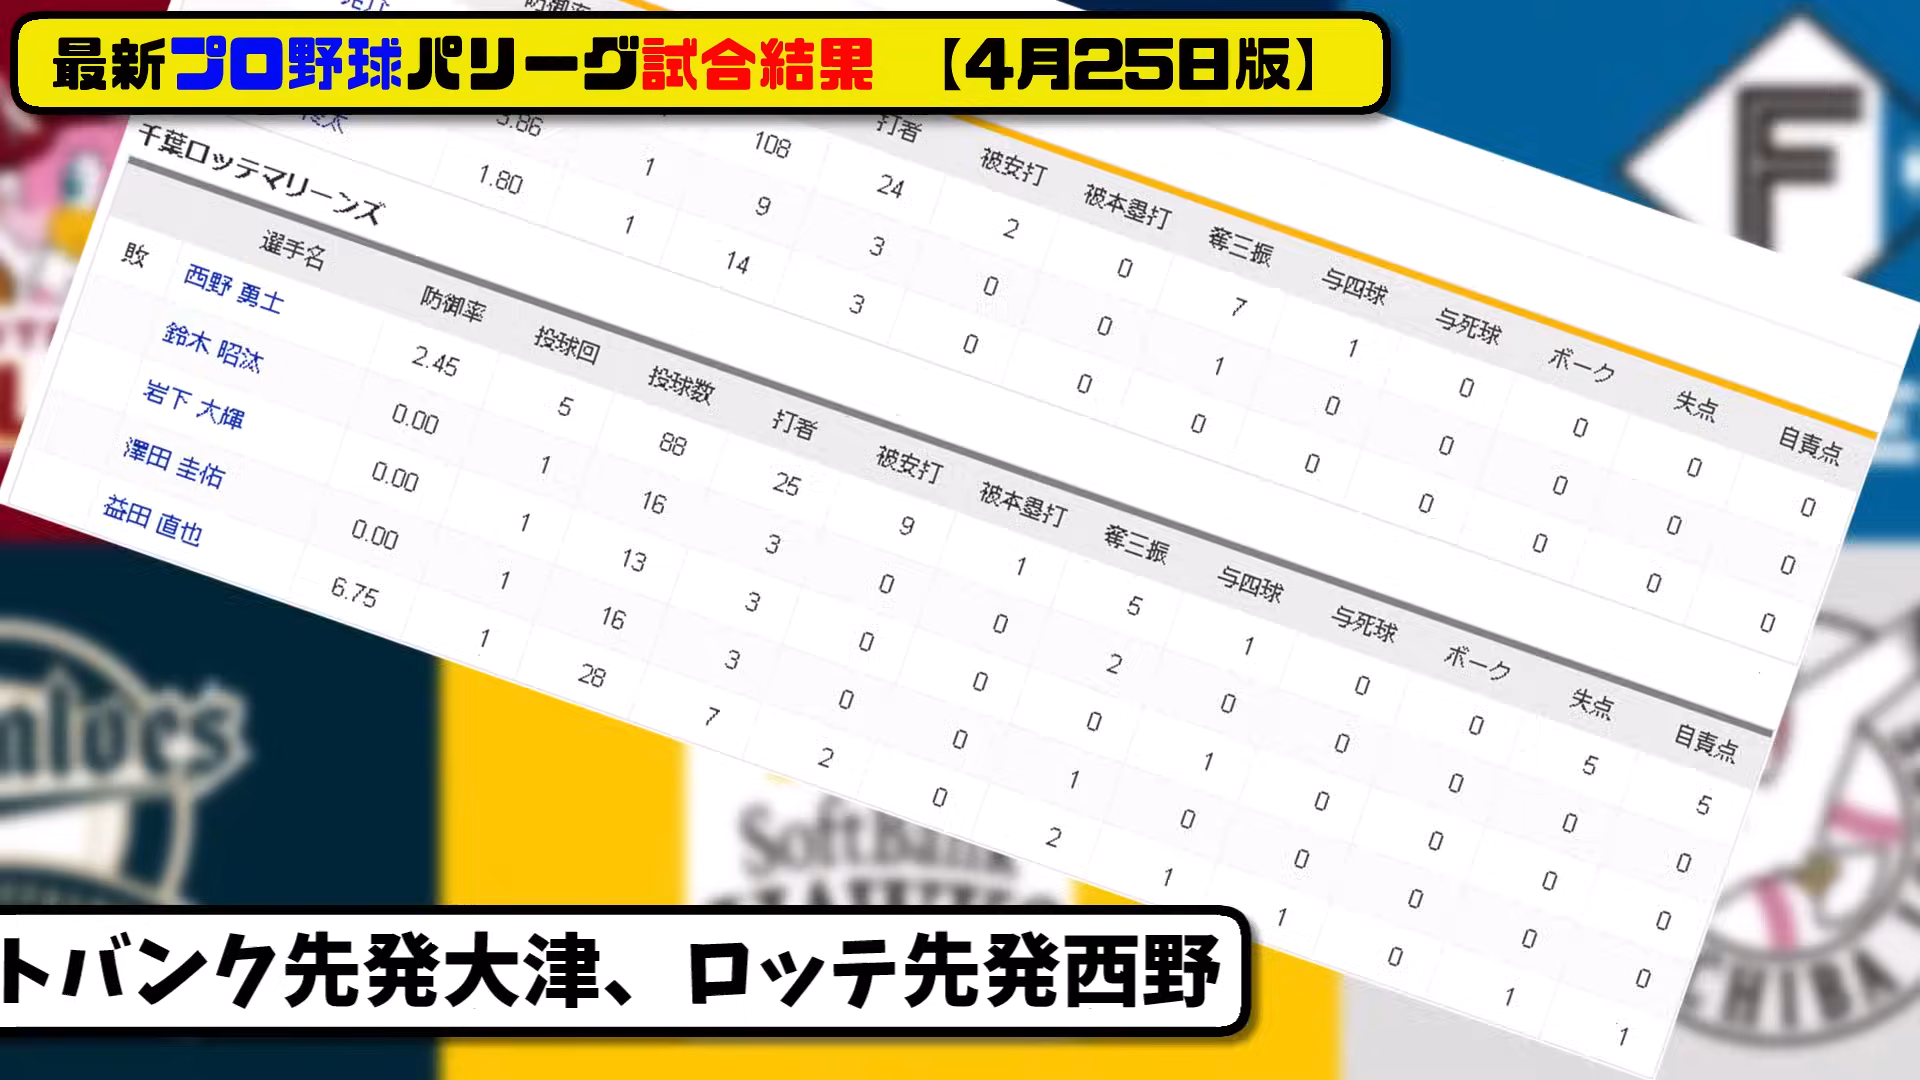 最新プロ野球パリーグ試合結果 【4月25日版】
打者 被安打 被本塁打 奪三振 与四球 与死球 ボーク 失点 自責点
3.86 1 9 3 0 0 1 0 0 0 0 0
1.80 1 14 3 0 0 0 0 0 0 0 0
108 24 2 0 7 1 0 0 0 0
千葉ロッテマリーンズ
選手名 防御率 投球回 投球数 打者 被安打 被本塁打 奪三振 与四球 与死球 ボーク 失点 自責点
敗 西野 勇士 2.45 5 88 25 9 1 5 1 0 0 5 5
鈴木 昭汰 0.00 1 16 3 0 0 2 0 0 0 0 0
岩下 大輝 0.00 1 13 3 0 0 0 1 0 0 0 0
澤田 圭佑 0.00 1 16 3 0 0 1 0 0 0 0 0
益田 直也 6.75 1 28 7 2 0 2 1 1 0 1 1
SoftBank
F
トバンク先発大津、ロッテ先発西野